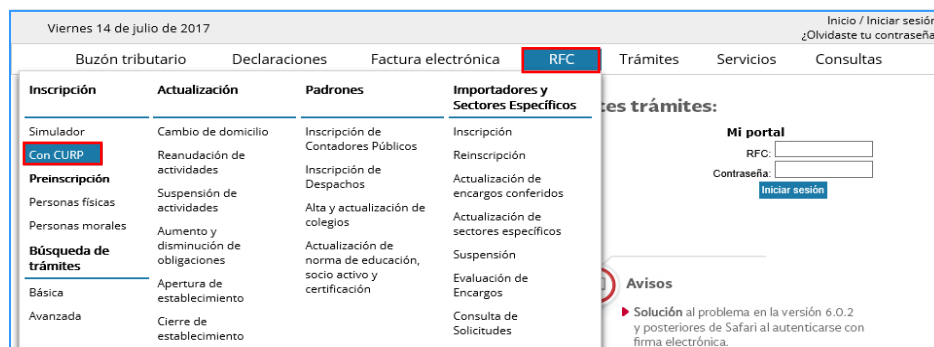 Viernes 14 de julio de 2017
Inicio / Iniciar sesión
¿Olvidaste tu contraseña
Buzón tributario Declaraciones Factura electrónica RFC Trámites Servicios Consultas
Inscripción
Simulador
Con CURP
Preinscripción
Personas físicas
Personas morales
Búsqueda de
trámites
Básica
Avanzada
Actualización
Cambio de domicilio
Reanudación de
actividades
Suspensión de
actividades
Aumento y
disminución de
obligaciones
Apertura de
establecimiento
Cierre de
establecimiento
Padrones
Inscripción de
Contadores Públicos
Inscripción de
Despachos
Alta y actualización de
colegios
Actualización de
norma de educación,
socio activo y
certificación
Importadores y
Sectores Específicos
Inscripción
Reinscripción
Actualización de
encargos conferidos
Actualización de
sectores específicos
Suspensión
Evaluación de
Encargos
Consulta de
Solicitudes
tes trámites:
Mi portal
RFC:
Contraseña:
Iniciar sesión
Avisos
Solución al problema en la versión 6.0.2
y posteriores de Safari al autenticarse con
firma electrónica.